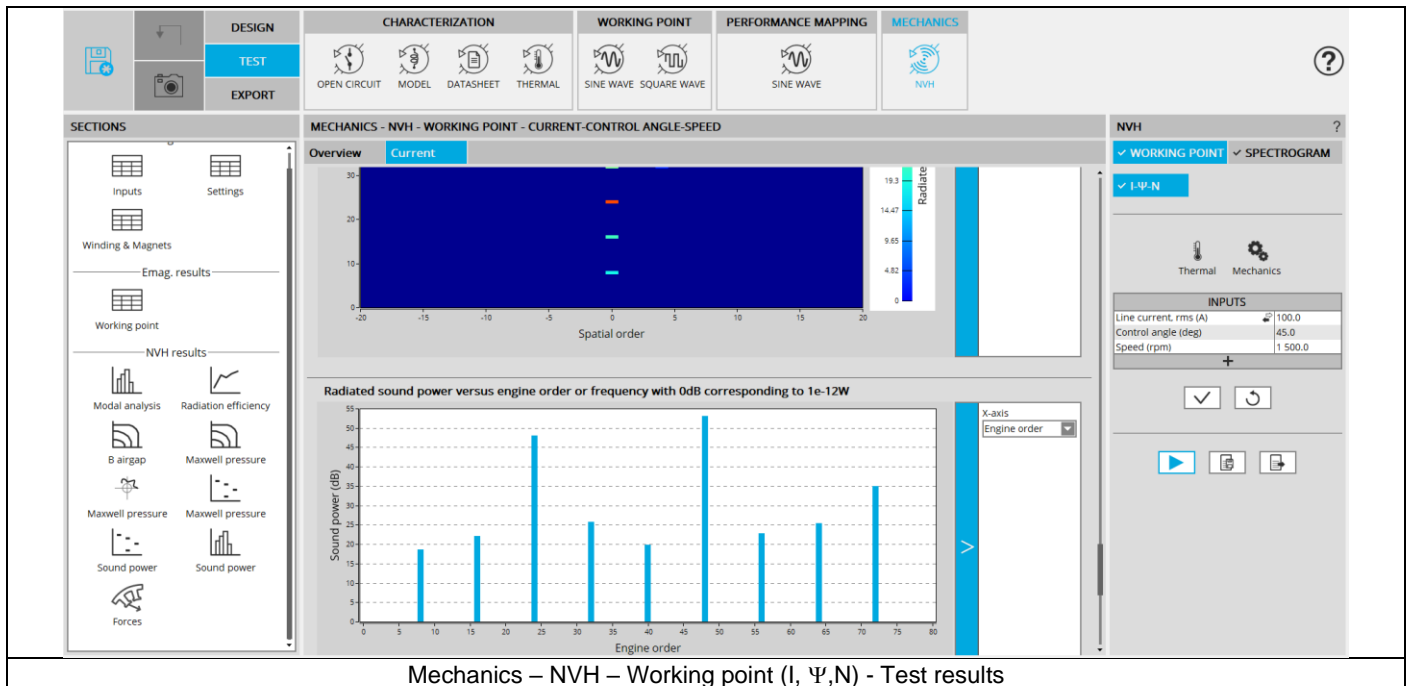 DESIGN
TEST
EXPORT
CHARACTERIZATION
OPEN CIRCUIT MODEL DATASHEET THERMAL
WORKING POINT
SINE WAVE SQUARE WAVE
PERFORMANCE MAPPING
SINE WAVE
MECHANICS
NVH
?
SECTIONS
Inputs Settings
Winding & Magnets
Emag. results
Working point
NVH results
Modal analysis Radiation efficiency
B airgap Maxwell pressure
Maxwell pressure Maxwell pressure
Sound power Sound power
Forces
MECHANICS - NVH - WORKING POINT - CURRENT-CONTROL ANGLE-SPEED
Overview Current
30
20
10
0
-20 -15 -10 -5 0 5 10 15 20
Spatial order
19.3
14.47
9.65
4.82
0
Radiate
Radiated sound power versus engine order or frequency with 0dB corresponding to 1e-12W
Sound power (dB)
55
50
45
40
35
30
25
20
15
10
5
0
0 5 10 15 20 25 30 35 40 45 50 55 60 65 70 75 80
Engine order
>
X-axis
Engine order
NVH ?
WORKING POINT SPECTROGRAM
I-Ψ-N
Thermal Mechanics
INPUTS
Line current, rms (A) 100.0
Control angle (deg) 45.0
Speed (rpm) 1 500.0
+
Mechanics – NVH – Working point (I, Ψ,N) - Test results